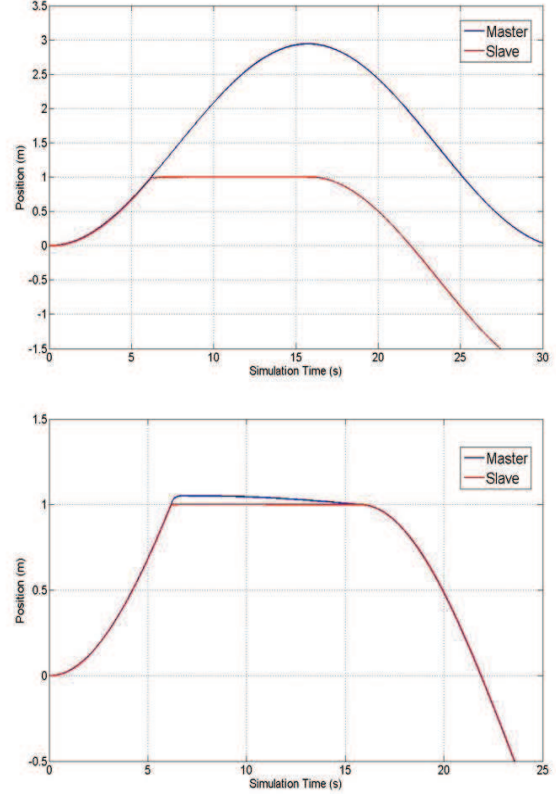 3.5
3
2.5
2
1.5
1
0.5
0
-0.5
-1
-1.5
Position (m)
Master
Slave
0 5 10 15 20 25 30
Simulation Time (s)
1.5
1
0.5
0
-0.5
Position (m)
Master
Slave
0 5 10 15 20 25
Simulation Time (s)